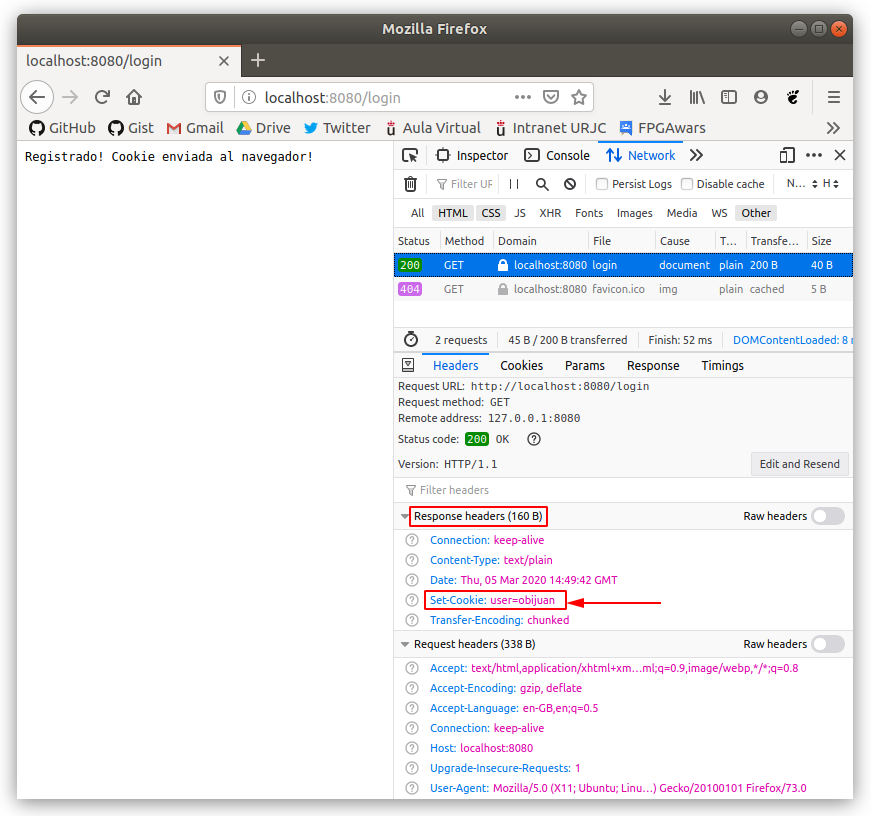 Mozilla Firefox
localhost:8080/login
localhost:8080/login
GitHub Gist Gmail Drive Twitter Aula Virtual Intranet URJC FPGAwars
Registrado! Cookie enviada al navegador!
Inspector Console Network
Filter UR Persist Logs Disable cache N... H
All HTML CSS JS XHR Fonts Images Media WS Other
Status Method Domain File Cause T... Transfe... Size
200 GET localhost:8080 login document plain 200 B 40 B
404 GET localhost:8080 favicon.ico img plain cached 5 B
2 requests 45 B / 200 B transferred Finish: 52 ms DOMContentLoaded: 8 m
Headers Cookies Params Response Timings
Request URL: http://localhost:8080/login
Request method: GET
Remote address: 127.0.0.1:8080
Status code: 200 OK
Version: HTTP/1.1 Edit and Resend
Filter headers
Response headers (160 B) Raw headers
Connection: keep-alive
Content-Type: text/plain
Date: Thu, 05 Mar 2020 14:49:42 GMT
Set-Cookie: user=obijuan
Transfer-Encoding: chunked
Request headers (338 B) Raw headers
Accept: text/html,application/xhtml+xm…ml;q=0.9,image/webp,*/*;q=0.8
Accept-Encoding: gzip, deflate
Accept-Language: en-GB,en;q=0.5
Connection: keep-alive
Host: localhost:8080
Upgrade-Insecure-Requests: 1
User-Agent: Mozilla/5.0 (X11; Ubuntu; Linu…) Gecko/20100101 Firefox/73.0